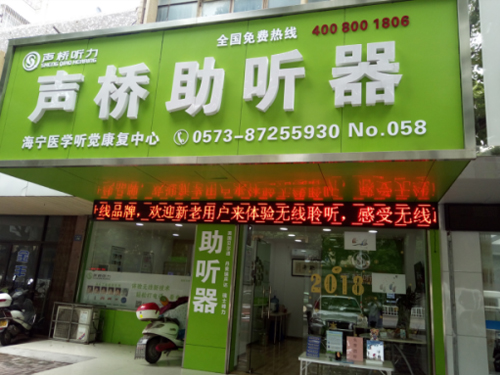 声桥听力
全国免费热线 400 800 1806
声桥助听器
海宁医学听觉康复中心 0573-87255930 No.058
线品牌,欢迎新老用户来体验无线聆听,感受无线
助听器
2018